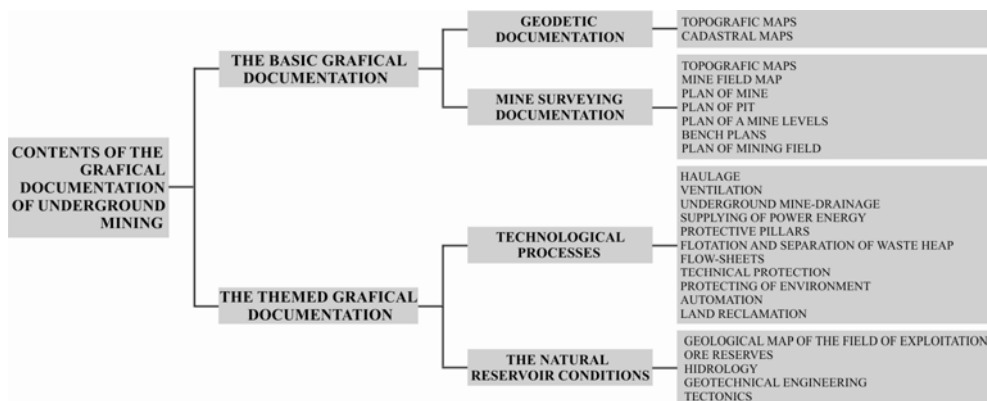 CONTENTS OF THE
GRAFICAL
DOCUMENTATION
OF UNDERGROUND
MINING
THE BASIC GRAFICAL
DOCUMENTATION
GEODETIC
DOCUMENTATION
TOPOGRAFIC MAPS
CADASTRAL MAPS
MINE SURVEYING
DOCUMENTATION
TOPOGRAFIC MAPS
MINE FIELD MAP
PLAN OF MINE
PLAN OF PIT
PLAN OF A MINE LEVELS
BENCH PLANS
PLAN OF MINING FIELD
THE THEMED GRAFICAL
DOCUMENTATION
TECHNOLOGICAL
PROCESSES
HAULAGE
VENTILATION
UNDERGROUND MINE-DRAINAGE
SUPPLYING OF POWER ENERGY
PROTECTIVE PILLARS
FLOTATION AND SEPARATION OF WASTE HEAP
FLOW-SHEETS
TECHNICAL PROTECTION
PROTECTING OF ENVIRONMENT
AUTOMATION
LAND RECLAMATION
THE NATURAL
RESERVOIR CONDITIONS
GEOLOGICAL MAP OF THE FIELD OF EXPLOITATION
ORE RESERVES
HIDROLOGY
GEOTECHNICAL ENGINEERING
TECTONICS